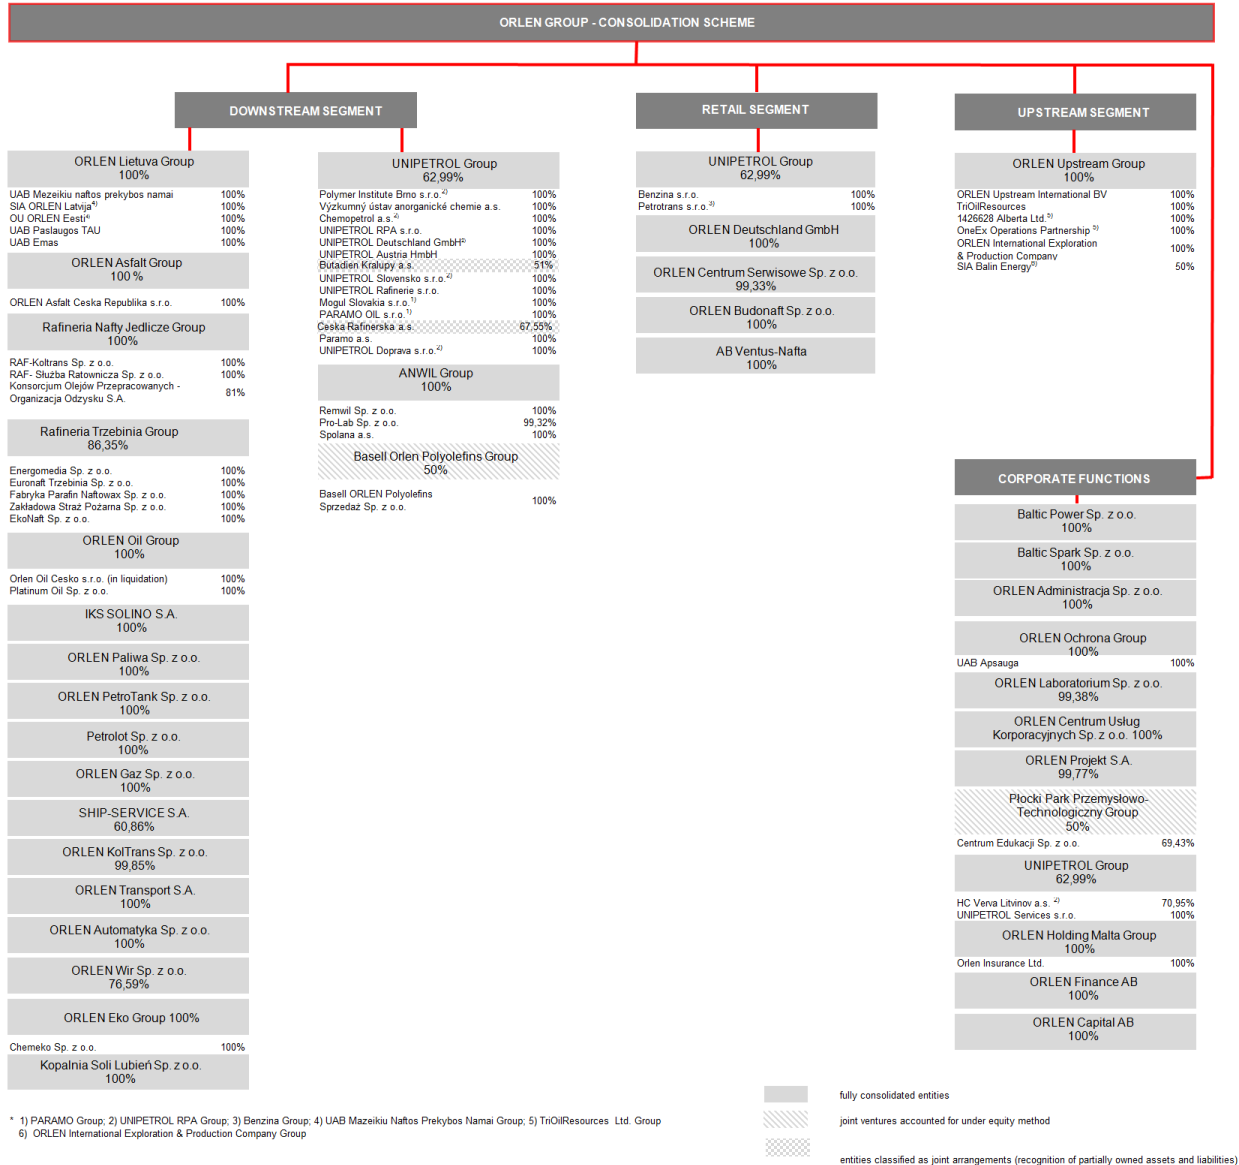 ORLEN GROUP - CONSOLIDATION SCHEME
DOWNSTREAM SEGMENT
ORLEN Lietuva Group
100%
UAB Mezeikiu naftos prekybos namai 100%
SIA ORLEN Latvija4) 100%
OU ORLEN Eesti4) 100%
UAB Paslaugos TAU 100%
UAB Emas 100%
ORLEN Asfalt Group
100 %
ORLEN Asfalt Ceska Republika s.r.o. 100%
Rafineria Nafty Jedlicze Group
100%
RAF-Koltrans Sp. z o.o. 100%
RAF- Służba Ratownicza Sp. z o.o. 100%
Konsorcjum Olejów Przepracowanych -
Organizacja Odzysku S.A. 81%
Rafineria Trzebinia Group
86,35%
Energomedia Sp. z o.o. 100%
Euronaft Trzebinia Sp. z o.o. 100%
Fabryka Parafin Naftowax Sp. z o.o. 100%
Zakładowa Straż Pożarna Sp. z o.o. 100%
EkoNaft Sp. z o.o. 100%
ORLEN Oil Group
100%
Orlen Oil Cesko s.r.o. (in liquidation) 100%
Platinum Oil Sp. z o.o. 100%
IKS SOLINO S.A.
100%
ORLEN Paliwa Sp. z o.o.
100%
ORLEN PetroTank Sp. z o.o.
100%
Petrolot Sp. z o.o.
100%
ORLEN Gaz Sp. z o.o.
100%
SHIP-SERVICE S.A.
60,86%
ORLEN KolTrans Sp. z o.o.
99,85%
ORLEN Transport S.A.
100%
ORLEN Automatyka Sp. z o.o.
100%
ORLEN Wir Sp. z o.o.
76,59%
ORLEN Eko Group 100%
Chemeko Sp. z o.o. 100%
Kopalnia Soli Lubień Sp. z o.o.
100%
UNIPETROL Group
62,99%
Polymer Institute Brno s.r.o.2) 100%
Výzkumný ústav anorganické chemie a.s. 100%
Chemopetrol a.s.2) 100%
UNIPETROL RPA s.r.o. 100%
UNIPETROL Deutschland GmbH2) 100%
UNIPETROL Austria HmbH 100%
Butadien Kralupy a.s. 51%
UNIPETROL Slovensko s.r.o.2) 100%
UNIPETROL Rafinerie s.r.o. 100%
Mogul Slovakia s.r.o.1) 100%
PARAMO OIL s.r.o.1) 100%
Ceska Rafinerska a.s. 67,55%
Paramo a.s. 100%
UNIPETROL Doprava s.r.o.2) 100%
ANWIL Group
100%
Remwil Sp. z o.o. 100%
Pro-Lab Sp. z o.o. 99,32%
Spolana a.s. 100%
Basell Orlen Polyolefins Group
50%
Basell ORLEN Polyolefins
Sprzedaż Sp. z o.o. 100%
RETAIL SEGMENT
UNIPETROL Group
62,99%
Benzina s.r.o. 100%
Petrotrans s.r.o.3) 100%
ORLEN Deutschland GmbH
100%
ORLEN Centrum Serwisowe Sp. z o.o.
99,33%
ORLEN Budonaft Sp. z o.o.
100%
AB Ventus-Nafta
100%
UPSTREAM SEGMENT
ORLEN Upstream Group
100%
ORLEN Upstream International BV 100%
TriOilResources 100%
1426628 Alberta Ltd.5) 100%
OneEx Operations Partnership 5) 100%
ORLEN International Exploration
& Production Company 100%
SIA Balin Energy6) 50%
CORPORATE FUNCTIONS
Baltic Power Sp. z o.o.
100%
Baltic Spark Sp. z o.o.
100%
ORLEN Administracja Sp. z o.o.
100%
ORLEN Ochrona Group
100%
UAB Apsauga 100%
ORLEN Laboratorium Sp. z o.o.
99,38%
ORLEN Centrum Usług
Korporacyjnych Sp. z o.o. 100%
ORLEN Projekt S.A.
99,77%
Płocki Park Przemysłowo-
Technologiczny Group
50%
Centrum Edukacji Sp. z o.o. 69,43%
UNIPETROL Group
62,99%
HC Verva Litvinov a.s. 2) 70,95%
UNIPETROL Services s.r.o. 100%
ORLEN Holding Malta Group
100%
Orlen Insurance Ltd. 100%
ORLEN Finance AB
100%
ORLEN Capital AB
100%
fully consolidated entities
joint ventures accounted for under equity method
entities classified as joint arrangements (recognition of partially owned assets and liabilities)
* 1) PARAMO Group; 2) UNIPETROL RPA Group; 3) Benzina Group; 4) UAB Mazeikiu Naftos Prekybos Namai Group; 5) TriOilResources Ltd. Group
6) ORLEN International Exploration & Production Company Group